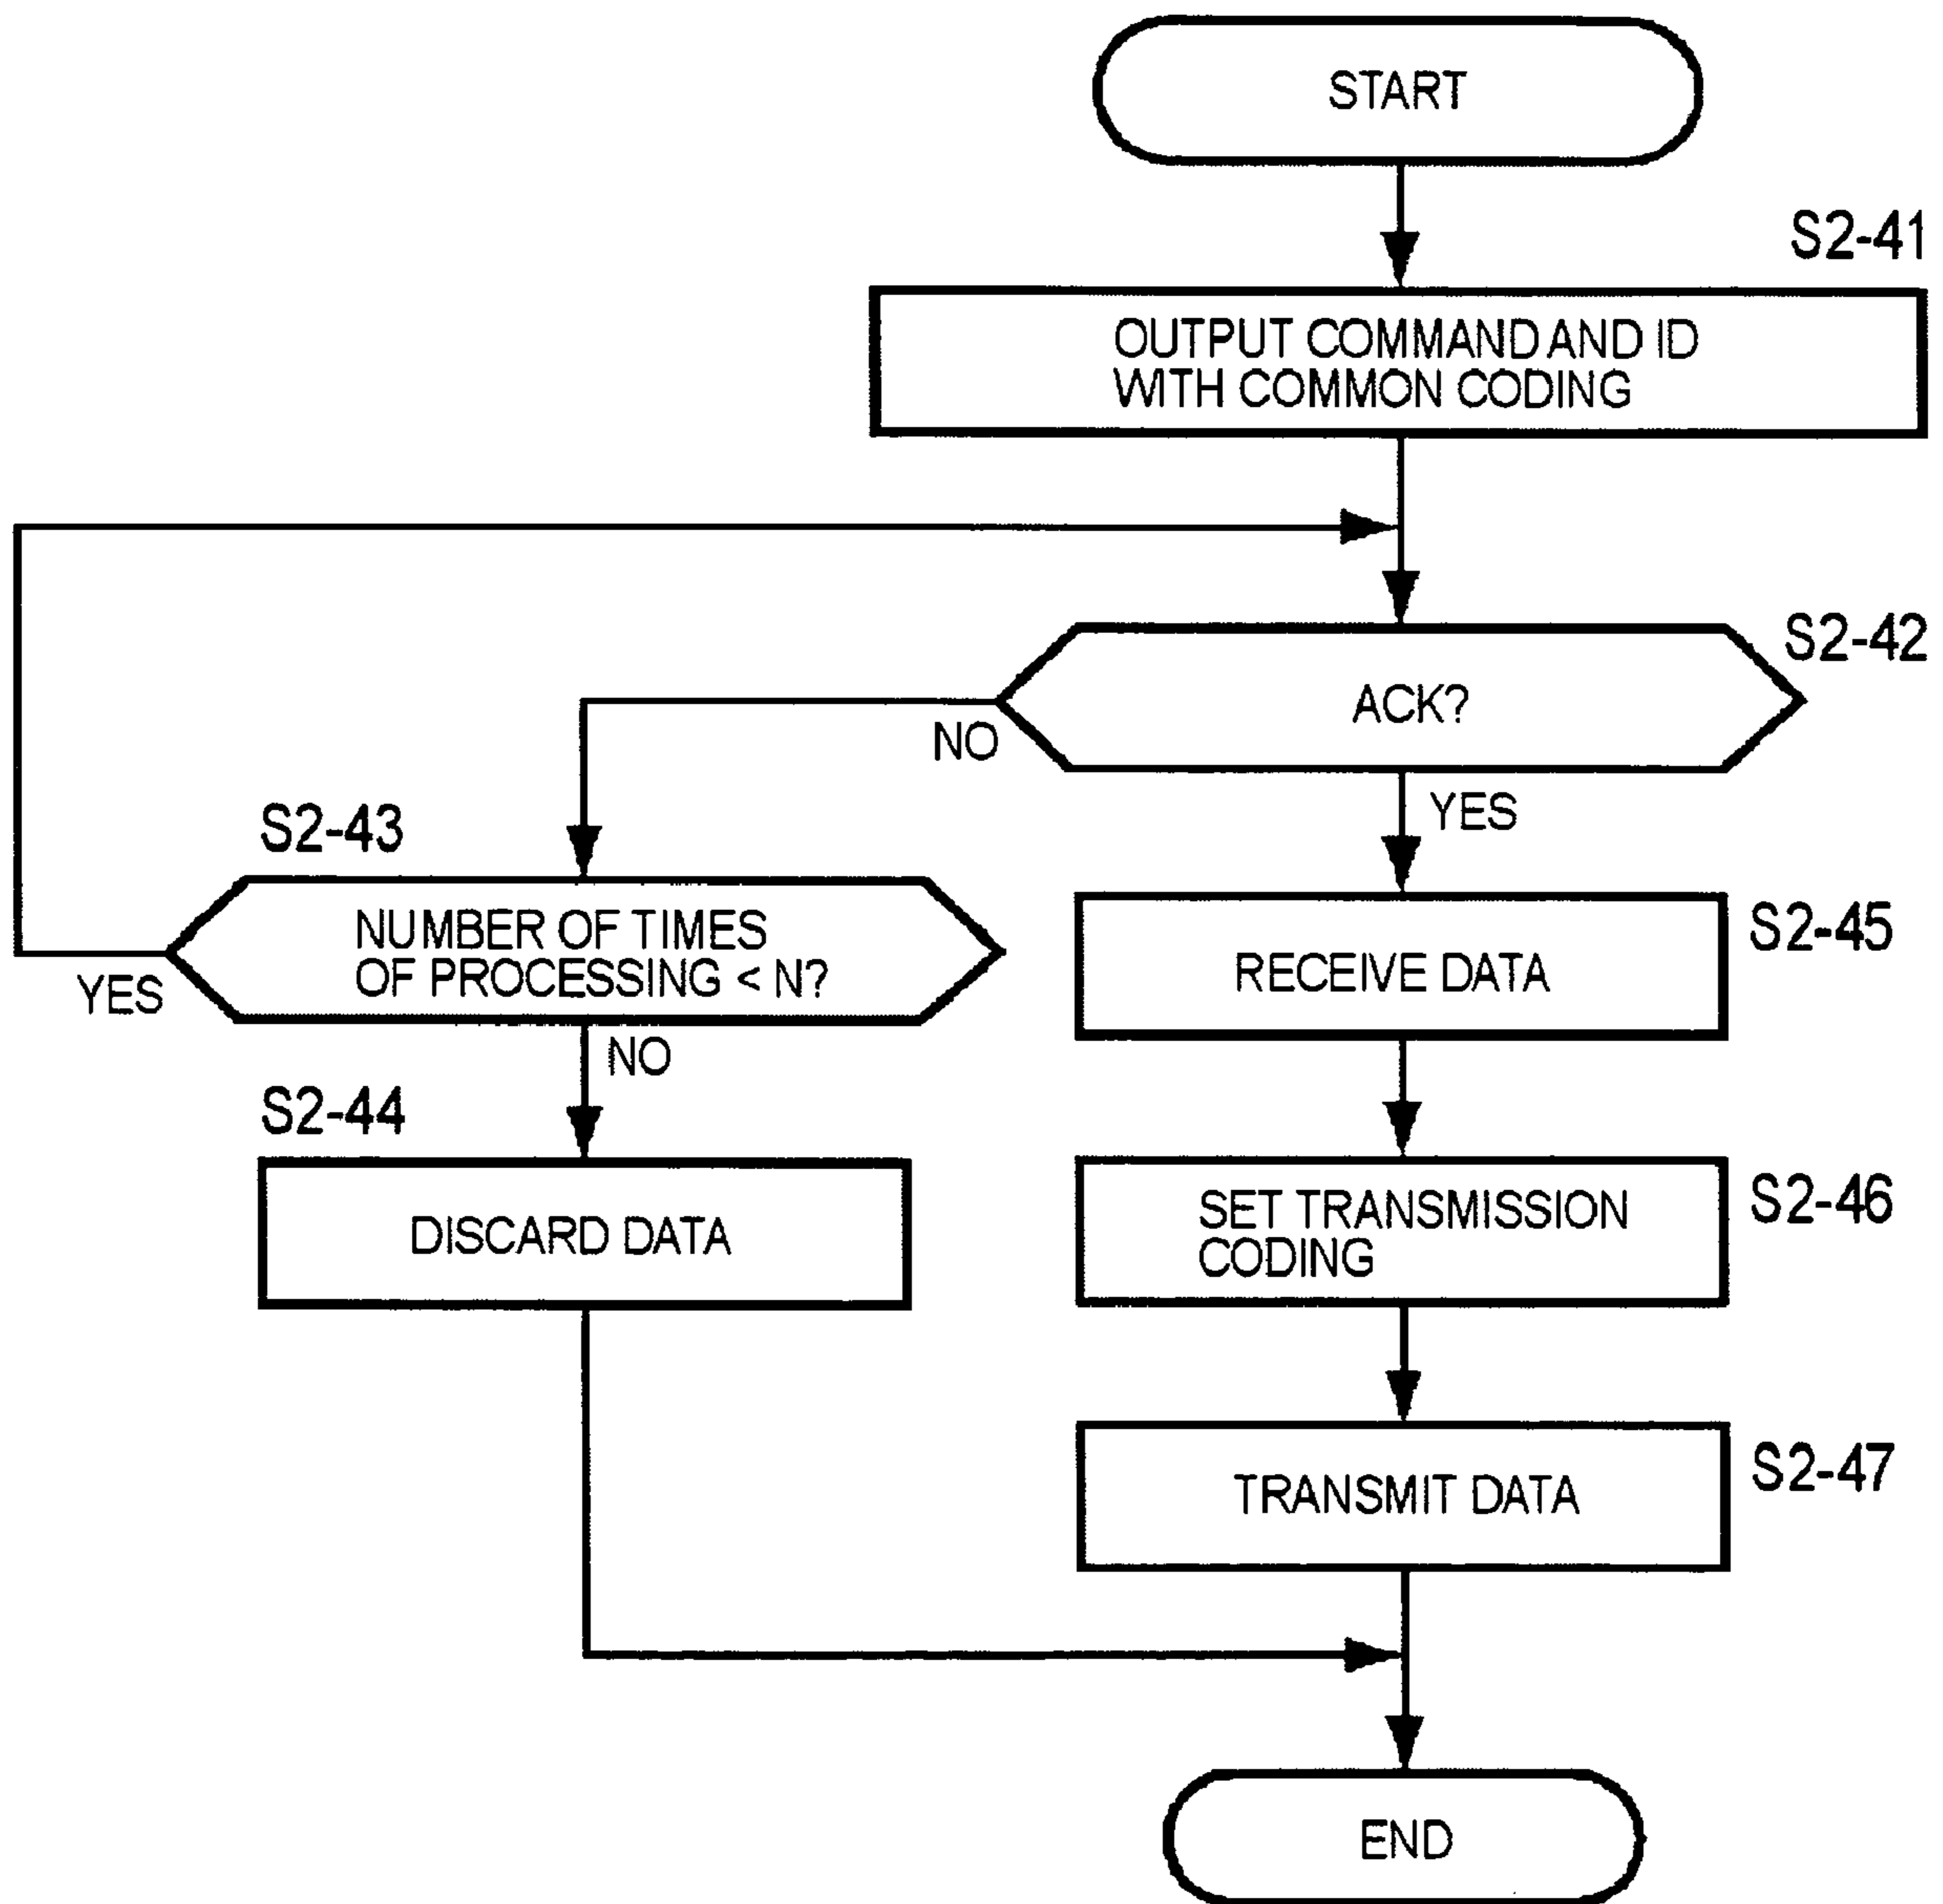 START
S2-41
OUTPUT COMMAND AND ID
WITH COMMON CODING
S2-42
ACK?
NO
YES
S2-43
NUMBER OF TIMES
OF PROCESSING < N?
YES
NO
S2-45
RECEIVE DATA
S2-44
DISCARD DATA
S2-46
SET TRANSMISSION
CODING
S2-47
TRANSMIT DATA
END